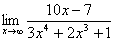 lim x→∞ (10x - 7)/(3x⁴ + 2x³ + 1)